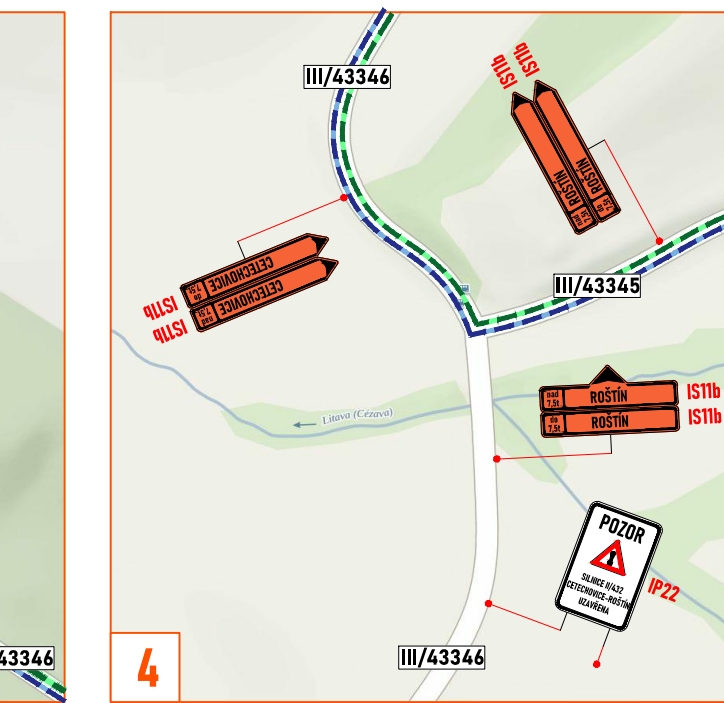 III/43346
IS11b
IS11b
nad 7,5t ROŠTÍN
do 7,5t ROŠTÍN
do 7,5t CETECHOVICE
nad 7,5t CETECHOVICE
IS11b
IS11b
III/43345
Litava (Cézava)
nad 7,5t ROŠTÍN
IS11b
do 7,5t ROŠTÍN
IS11b
POZOR
SILNICE II/432
CETECHOVICE-ROŠTÍN
UZAVŘENA
IP22
43346
4
III/43346